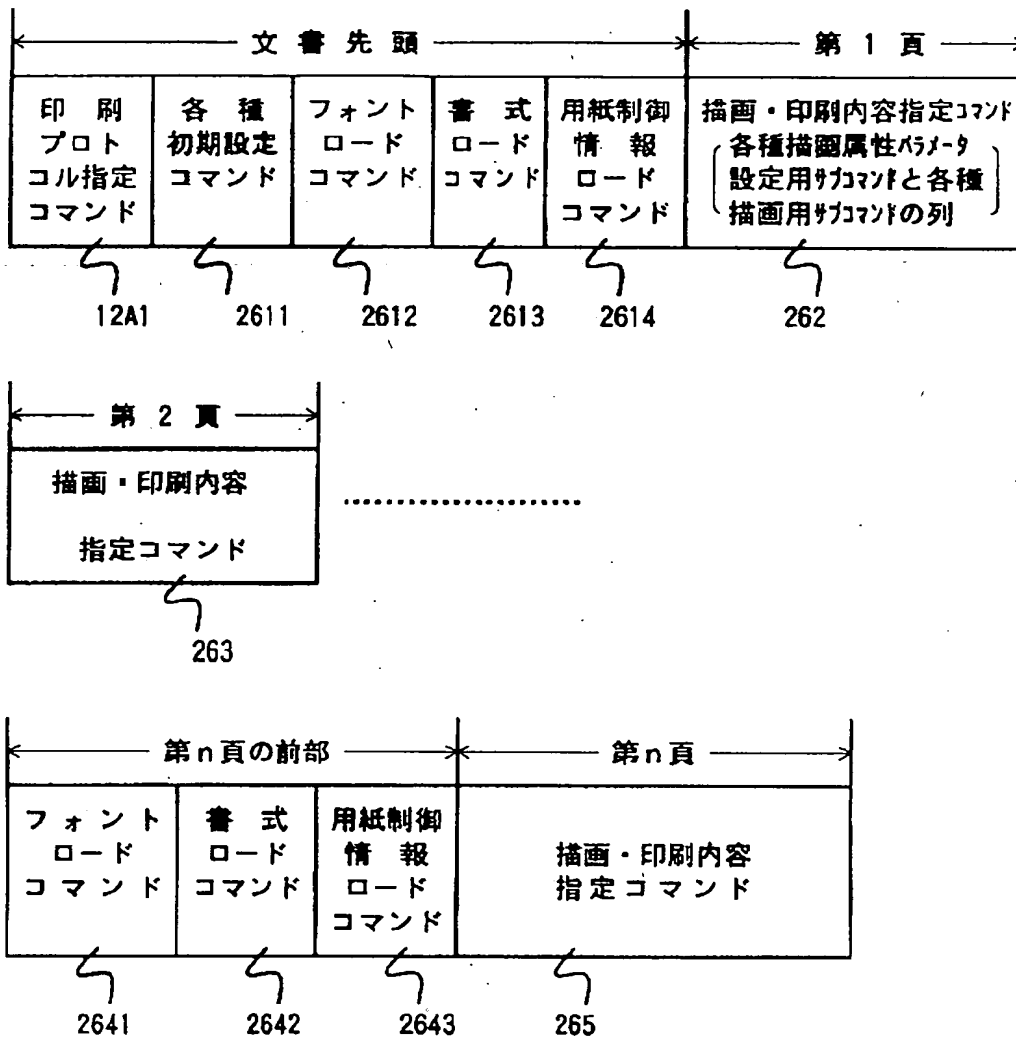 文書先頭 第1頁
印刷プロトコル指定コマンド
各種初期設定コマンド
フォントロードコマンド
書式ロードコマンド
用紙制御情報ロードコマンド
描画・印刷内容指定コマンド
各種描画属性パラメータ
設定用サブコマンドと各種
描画用サブコマンドの列
12A1 2611 2612 2613 2614 262
第2頁
描画・印刷内容
指定コマンド
263
第n頁の前部 第n頁
フォント
ロード
コマンド
書式
ロード
コマンド
用紙制御
情報
ロード
コマンド
描画・印刷内容
指定コマンド
2641 2642 2643 265